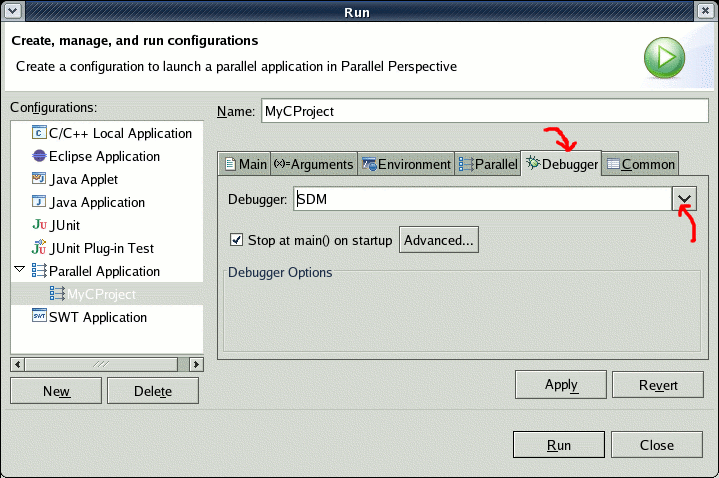 Run
Create, manage, and run configurations
Create a configuration to launch a parallel application in Parallel Perspective
Configurations:
C/C++ Local Application
Eclipse Application
Java Applet
Java Application
JUnit
JUnit Plug-in Test
Parallel Application
MyCProject
SWT Application
New
Delete
Name: MyCProject
Main (x)=Arguments Environment Parallel Debugger Common
Debugger: SDM
Stop at main() on startup Advanced...
Debugger Options
Apply Revert
Run Close